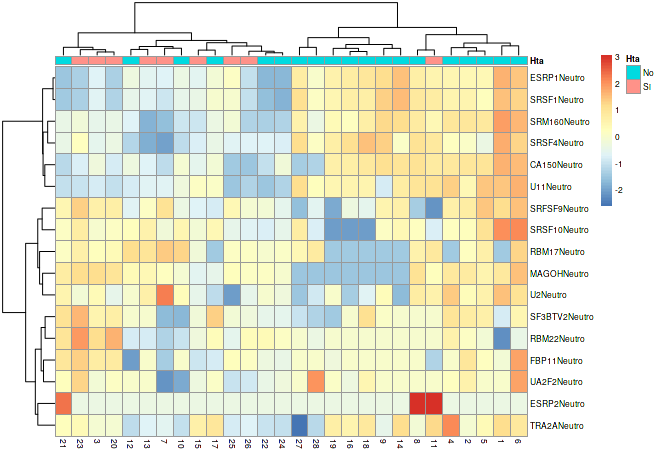 Hta
ESRP1Neutro
SRSF1Neutro
SRM160Neutro
SRSF4Neutro
CA150Neutro
U11Neutro
SRFSF9Neutro
SRSF10Neutro
RBM17Neutro
MAGOHNeutro
U2Neutro
SF3BTV2Neutro
RBM22Neutro
FBP11Neutro
UA2F2Neutro
ESRP2Neutro
TRA2ANeutro
21 23 3 20 12 13 7 10 15 17 25 26 22 24 27 28 19 16 18 9 14 8 11 4 2 5 1 6
3
2
1
0
-1
-2
Hta
No
Si